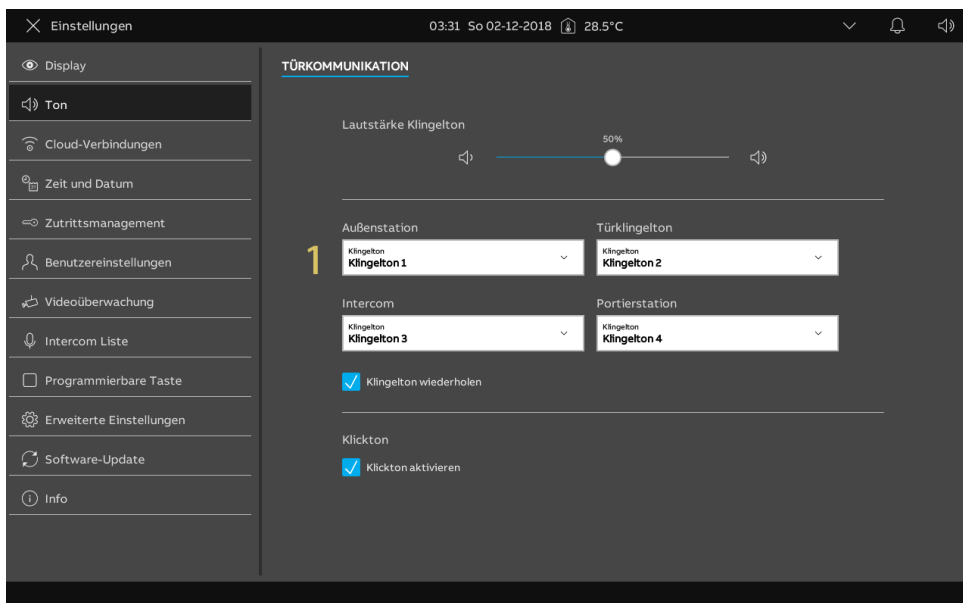 Einstellungen
03:31 So 02-12-2018 28.5°C
Display
Ton
Cloud-Verbindungen
Zeit und Datum
Zutrittsmanagement
Benutzereinstellungen
Videoüberwachung
Intercom Liste
Programmierbare Taste
Erweiterte Einstellungen
Software-Update
Info
TÜRKOMMUNIKATION
Lautstärke Klingelton
50%
Außenstation
Türklingelton
1
Klingelton
Klingelton 1
Klingelton
Klingelton 2
Intercom
Portierstation
Klingelton
Klingelton 3
Klingelton
Klingelton 4
Klingelton wiederholen
Klickton
Klickton aktivieren